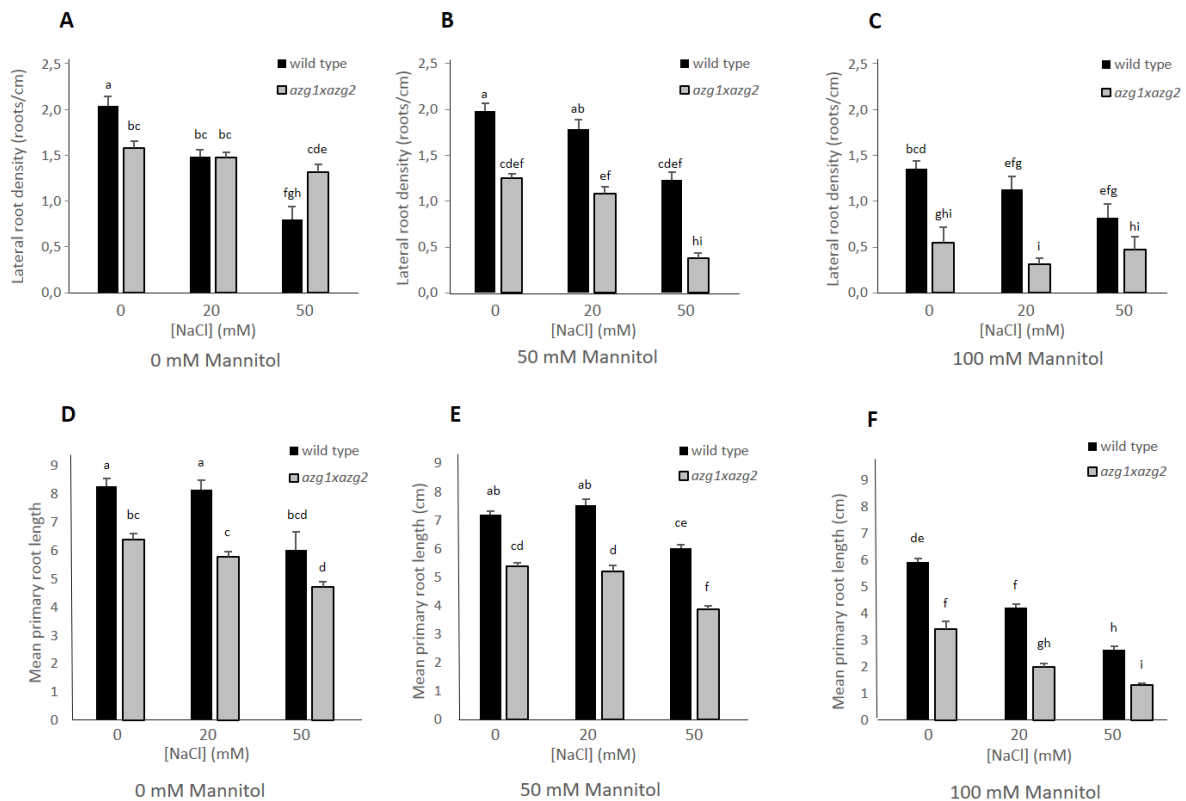 A
Lateral root density (roots/cm)
2,5
2,0
1,5
1,0
0,5
0,0
wild type
azg1xazg2
a
bc
bc
bc
fgh
cde
0
20
50
[NaCl] (mM)
0 mM Mannitol
B
Lateral root density (roots/cm)
2,5
2,0
1,5
1,0
0,5
0,0
wild type
azg1xazg2
a
cdef
ab
ef
cdef
hi
0
20
50
[NaCl] (mM)
50 mM Mannitol
C
Lateral root density (roots/cm)
2,5
2,0
1,5
1,0
0,5
0,0
wild type
azg1xazg2
bcd
ghi
efg
i
efg
hi
0
20
50
[NaCl] (mM)
100 mM Mannitol
D
Mean primary root length
9
8
7
6
5
4
3
2
1
0
wild type
azg1xazg2
a
bc
a
c
bcd
d
0
20
50
[NaCl] (mM)
0 mM Mannitol
E
Mean primary root length (cm)
9
8
7
6
5
4
3
2
1
0
wild type
azg1xazg2
ab
cd
ab
d
ce
f
0
20
50
[NaCl] (mM)
50 mM Mannitol
F
Mean primary root length (cm)
9
8
7
6
5
4
3
2
1
0
wild type
azg1xazg2
de
f
f
gh
h
i
0
20
50
[NaCl] (mM)
100 mM Mannitol